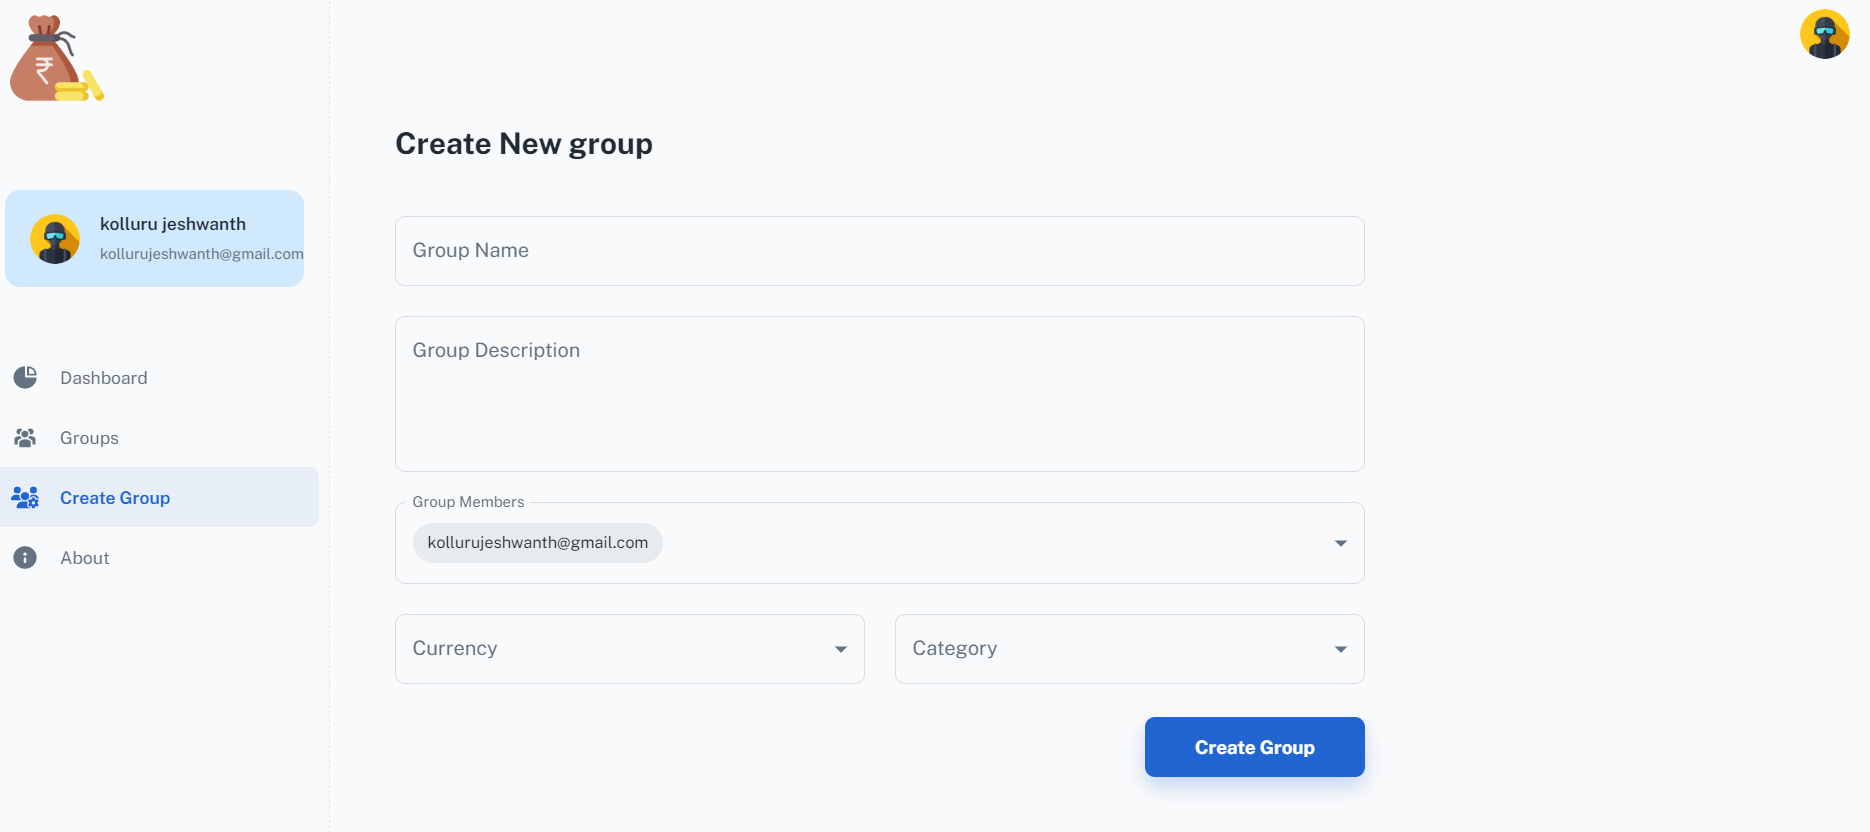 ₹
kolluru jeshwanth
kollurujeshwanth@gmail.com
Dashboard
Groups
Create Group
About
Create New group
Group Name
Group Description
Group Members
kollurujeshwanth@gmail.com
Currency
Category
Create Group